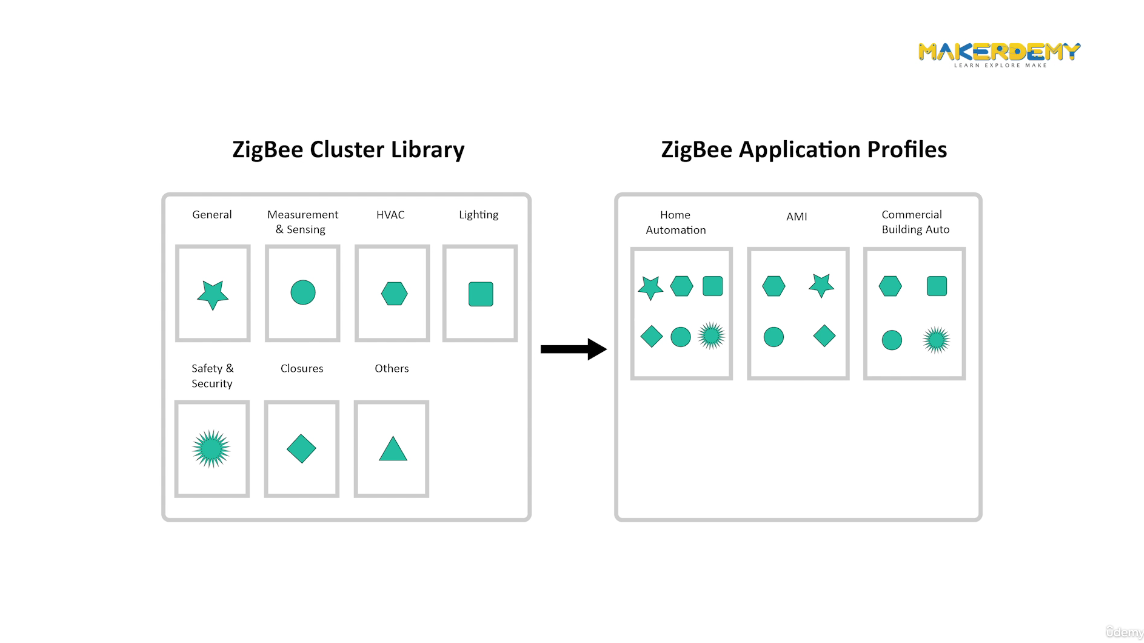 MAKERDEMY
LEARN EXPLORE MAKE
ZigBee Cluster Library
ZigBee Application Profiles
General
Measurement
& Sensing
HVAC
Lighting
Home
Automation
AMI
Commercial
Building Auto
Safety &
Security
Closures
Others
ûdemy